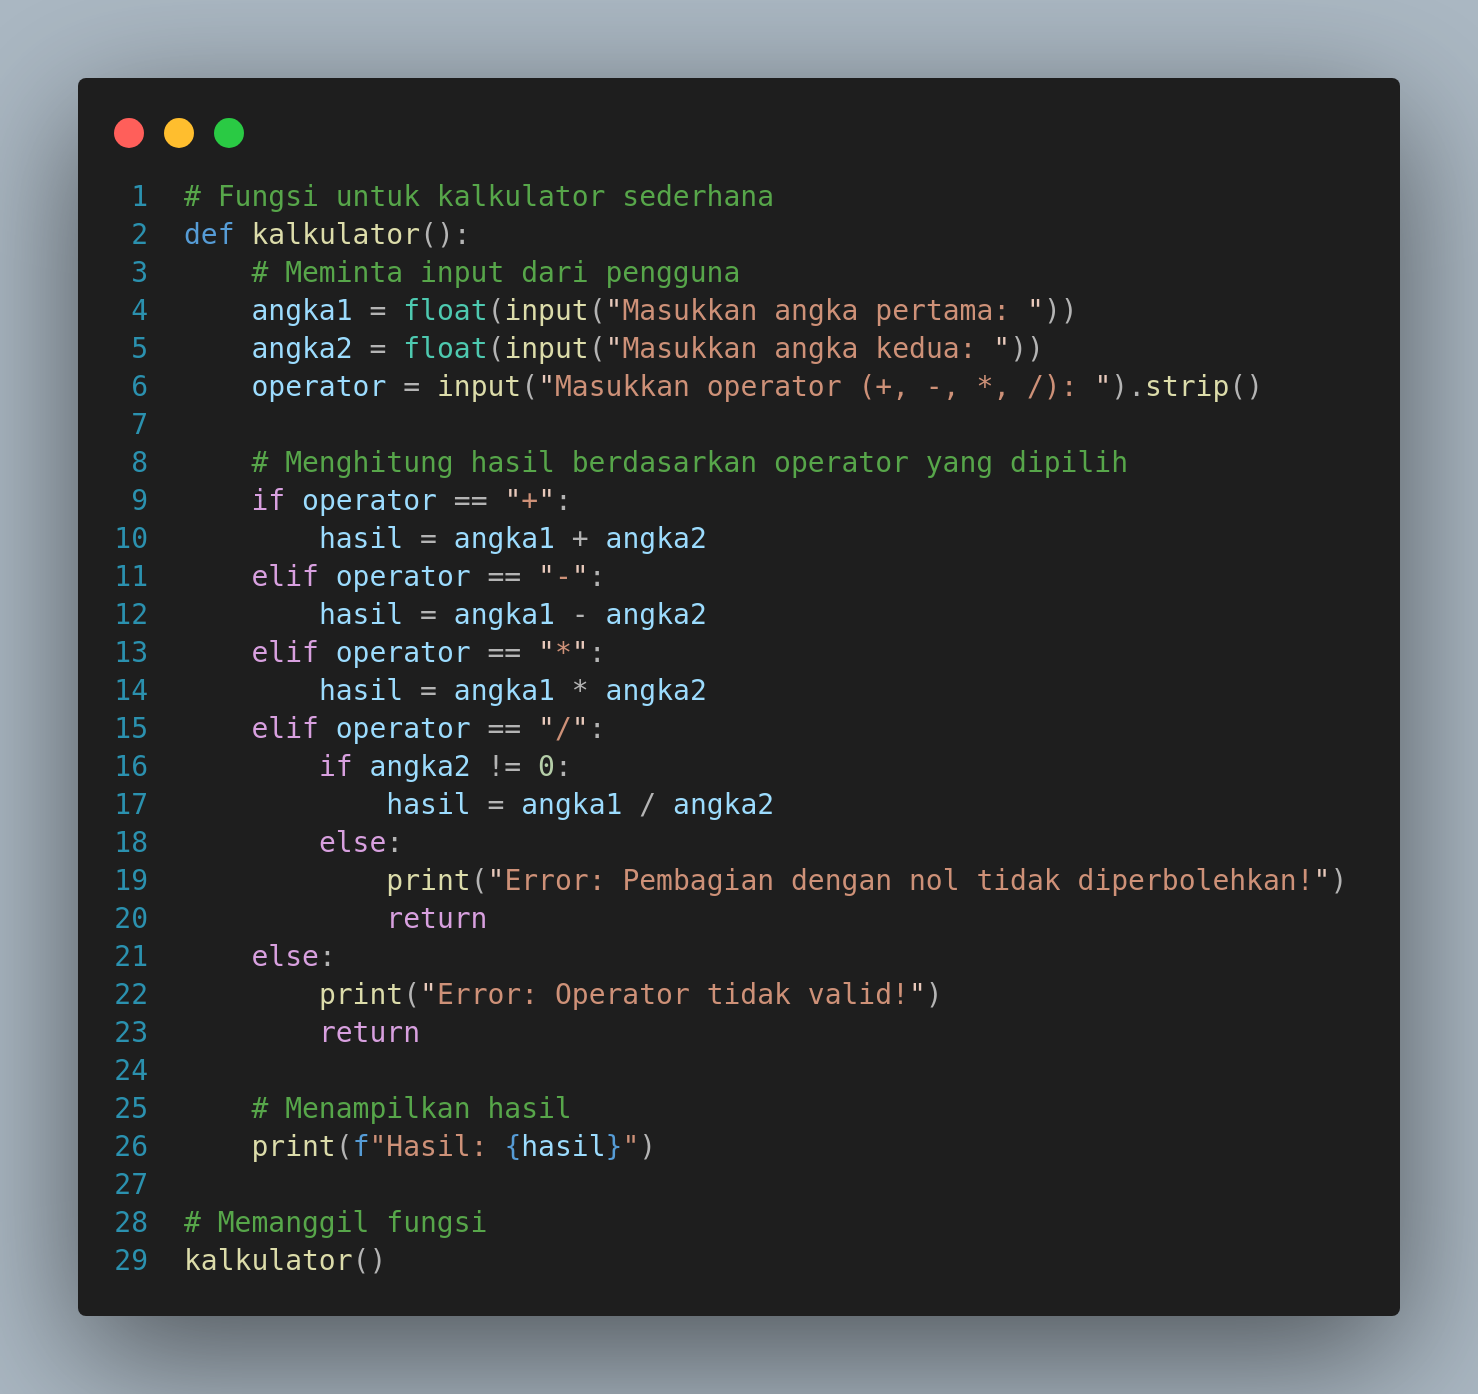 1 # Fungsi untuk kalkulator sederhana
2 def kalkulator():
3     # Meminta input dari pengguna
4     angka1 = float(input("Masukkan angka pertama: "))
5     angka2 = float(input("Masukkan angka kedua: "))
6     operator = input("Masukkan operator (+, -, *, /): ").strip()
7
8     # Menghitung hasil berdasarkan operator yang dipilih
9     if operator == "+":
10         hasil = angka1 + angka2
11     elif operator == "-":
12         hasil = angka1 - angka2
13     elif operator == "*":
14         hasil = angka1 * angka2
15     elif operator == "/":
16         if angka2 != 0:
17             hasil = angka1 / angka2
18         else:
19             print("Error: Pembagian dengan nol tidak diperbolehkan!")
20             return
21     else:
22         print("Error: Operator tidak valid!")
23         return
24
25     # Menampilkan hasil
26     print(f"Hasil: {hasil}")
27
28 # Memanggil fungsi
29 kalkulator()